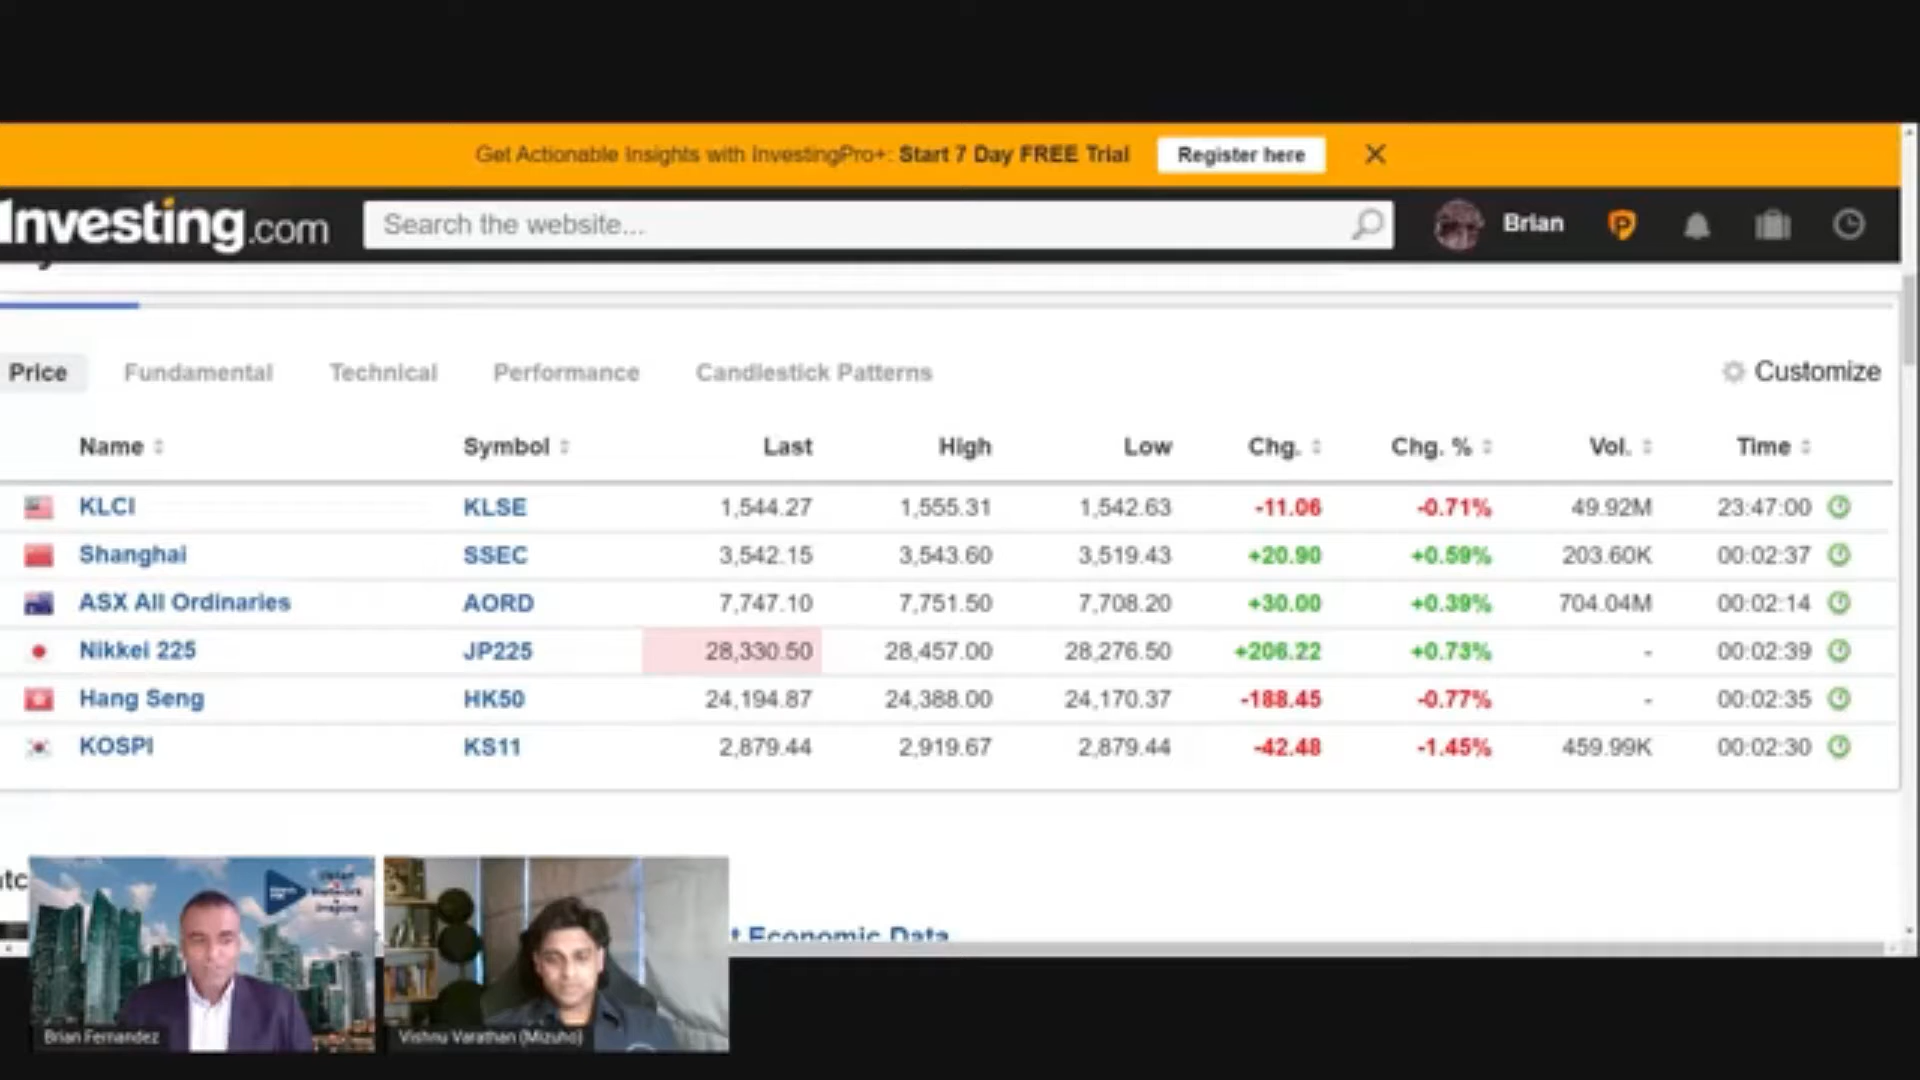 Get Actionable Insights with InvestingPro+: Start 7 Day FREE Trial Register here
Investing.com Search the website... Brian
Price Fundamental Technical Performance Candlestick Patterns Customize
Name Symbol Last High Low Chg. Chg. % Vol. Time
KLCI KLSE 1,544.27 1,555.31 1,542.63 -11.06 -0.71% 49.92M 23:47:00
Shanghai SSEC 3,542.15 3,543.60 3,519.43 +20.90 +0.59% 203.60K 00:02:37
ASX All Ordinaries AORD 7,747.10 7,751.50 7,708.20 +30.00 +0.39% 704.04M 00:02:14
Nikkei 225 JP225 28,330.50 28,457.00 28,276.50 +206.22 +0.73% - 00:02:39
Hang Seng HK50 24,194.87 24,388.00 24,170.37 -188.45 -0.77% - 00:02:35
KOSPI KS11 2,879.44 2,919.67 2,879.44 -42.48 -1.45% 459.99K 00:02:30
Economic Data
Brian Fernandez Vishnu Varathan (Mizuho)